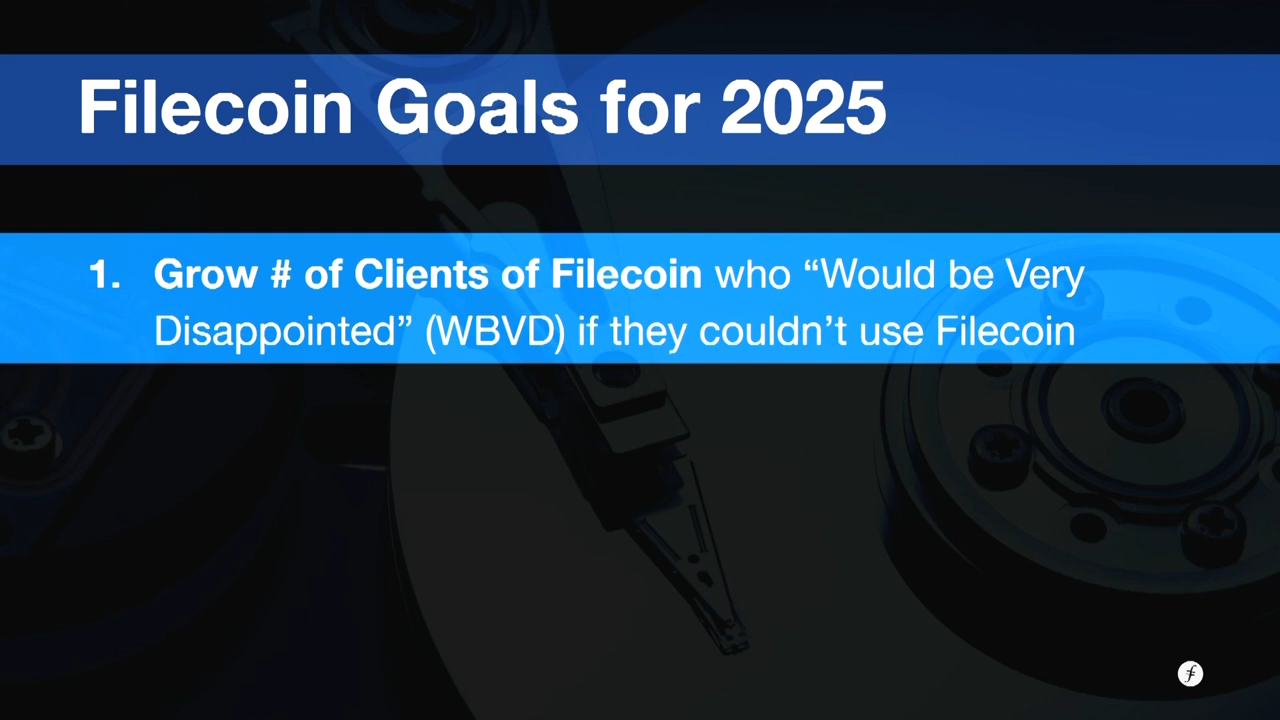 Filecoin Goals for 2025
1. Grow # of Clients of Filecoin who “Would be Very
Disappointed” (WBVD) if they couldn’t use Filecoin